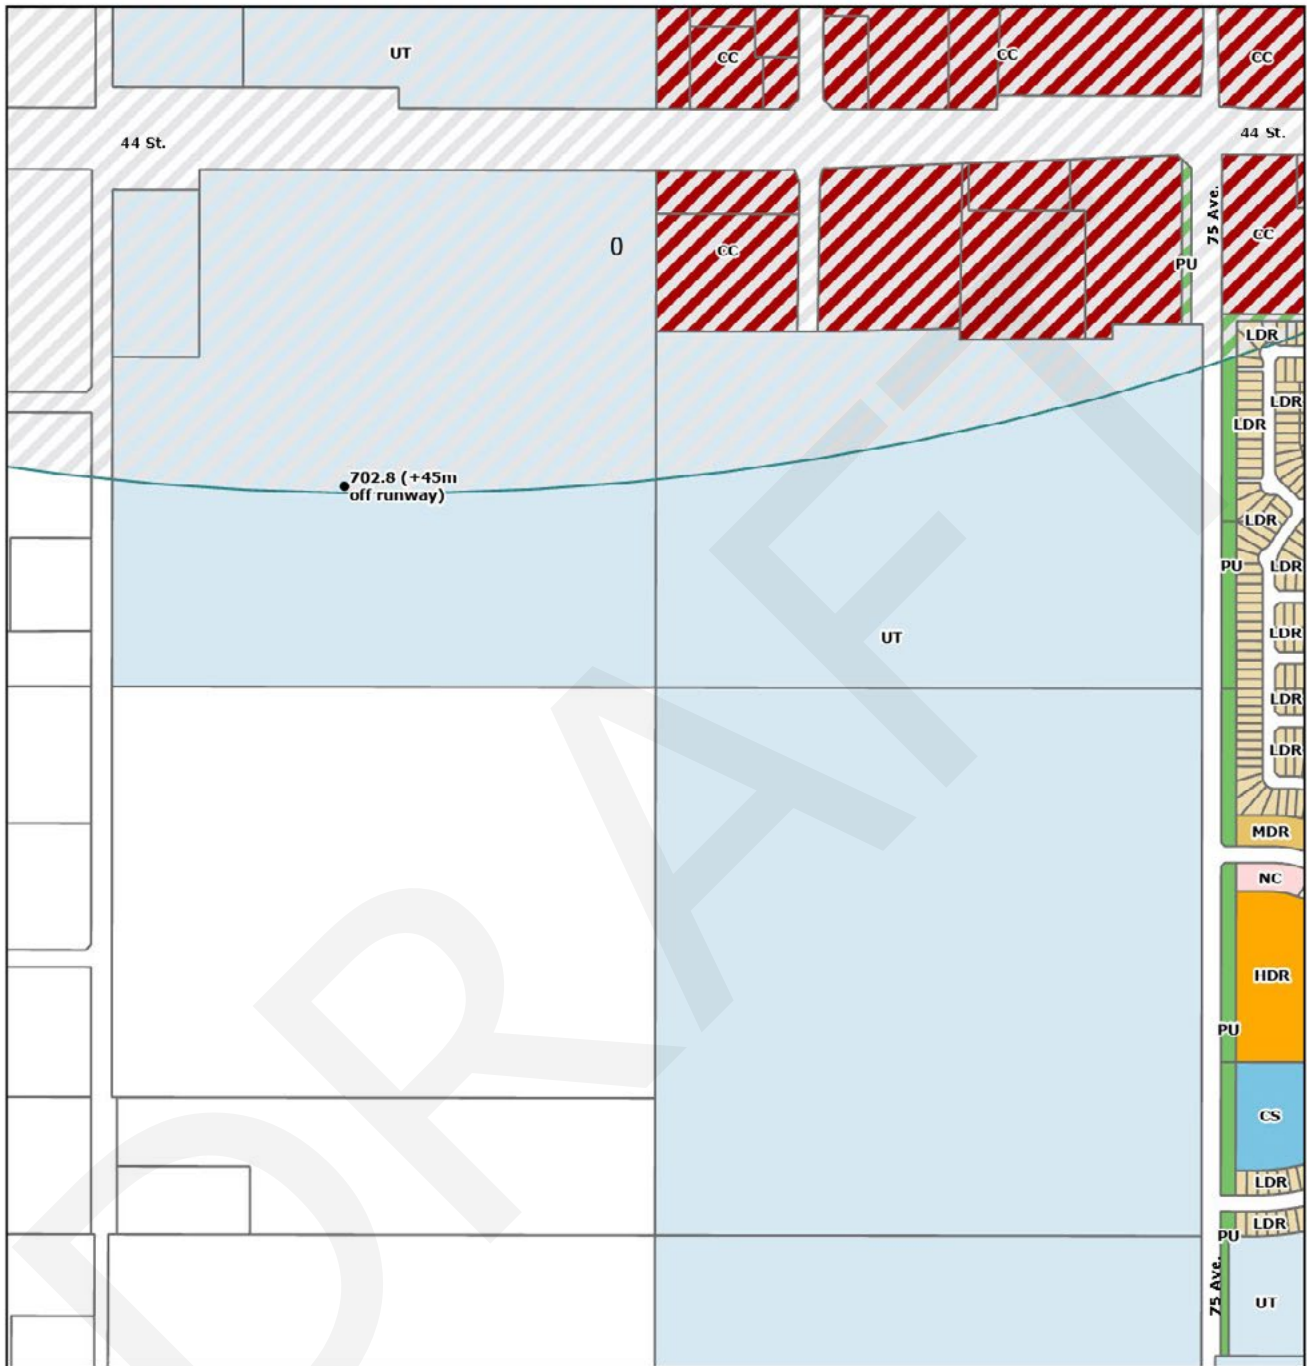 UT
CC
CC
CC
44 St.
44 St.
75 Ave.
CC
0
CC
PU
LDR
LDR
LDR
702.8 (+45m
off runway)
LDR
PU
LDR
UT
LDR
LDR
LDR
MDR
NC
HDR
PU
CS
LDR
LDR
PU
75 Ave.
UT
DRAFT